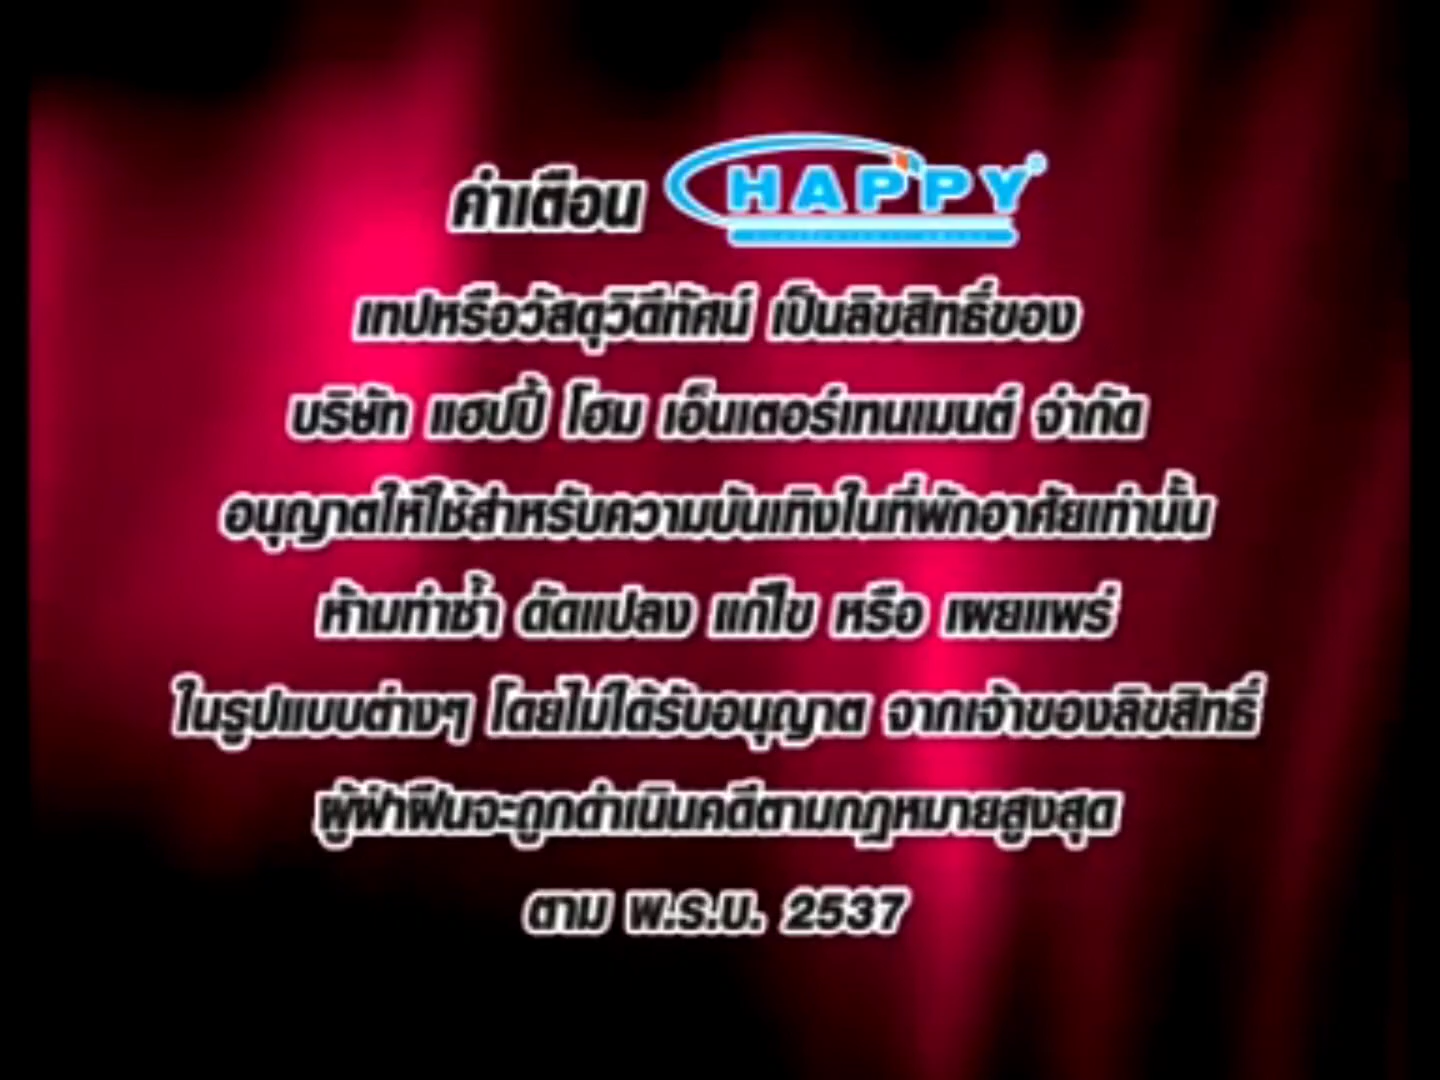 คำเตือน HAPPY
เทปหรือวัสดุวิดีทัศน์ เป็นลิขสิทธิ์ของ
บริษัท แฮปปี้ โฮม เอ็นเตอร์เทนเมนต์ จำกัด
อนุญาตให้ใช้สำหรับความบันเทิงในที่พักอาศัยเท่านั้น
ห้ามทำซ้ำ ดัดแปลง แก้ไข หรือ เผยแพร่
ในรูปแบบต่างๆ โดยไม่ได้รับอนุญาต จากเจ้าของลิขสิทธิ์
ผู้ฝ่าฝืนจะถูกดำเนินคดีตามกฎหมายสูงสุด
ตาม พ.ร.บ. 2537